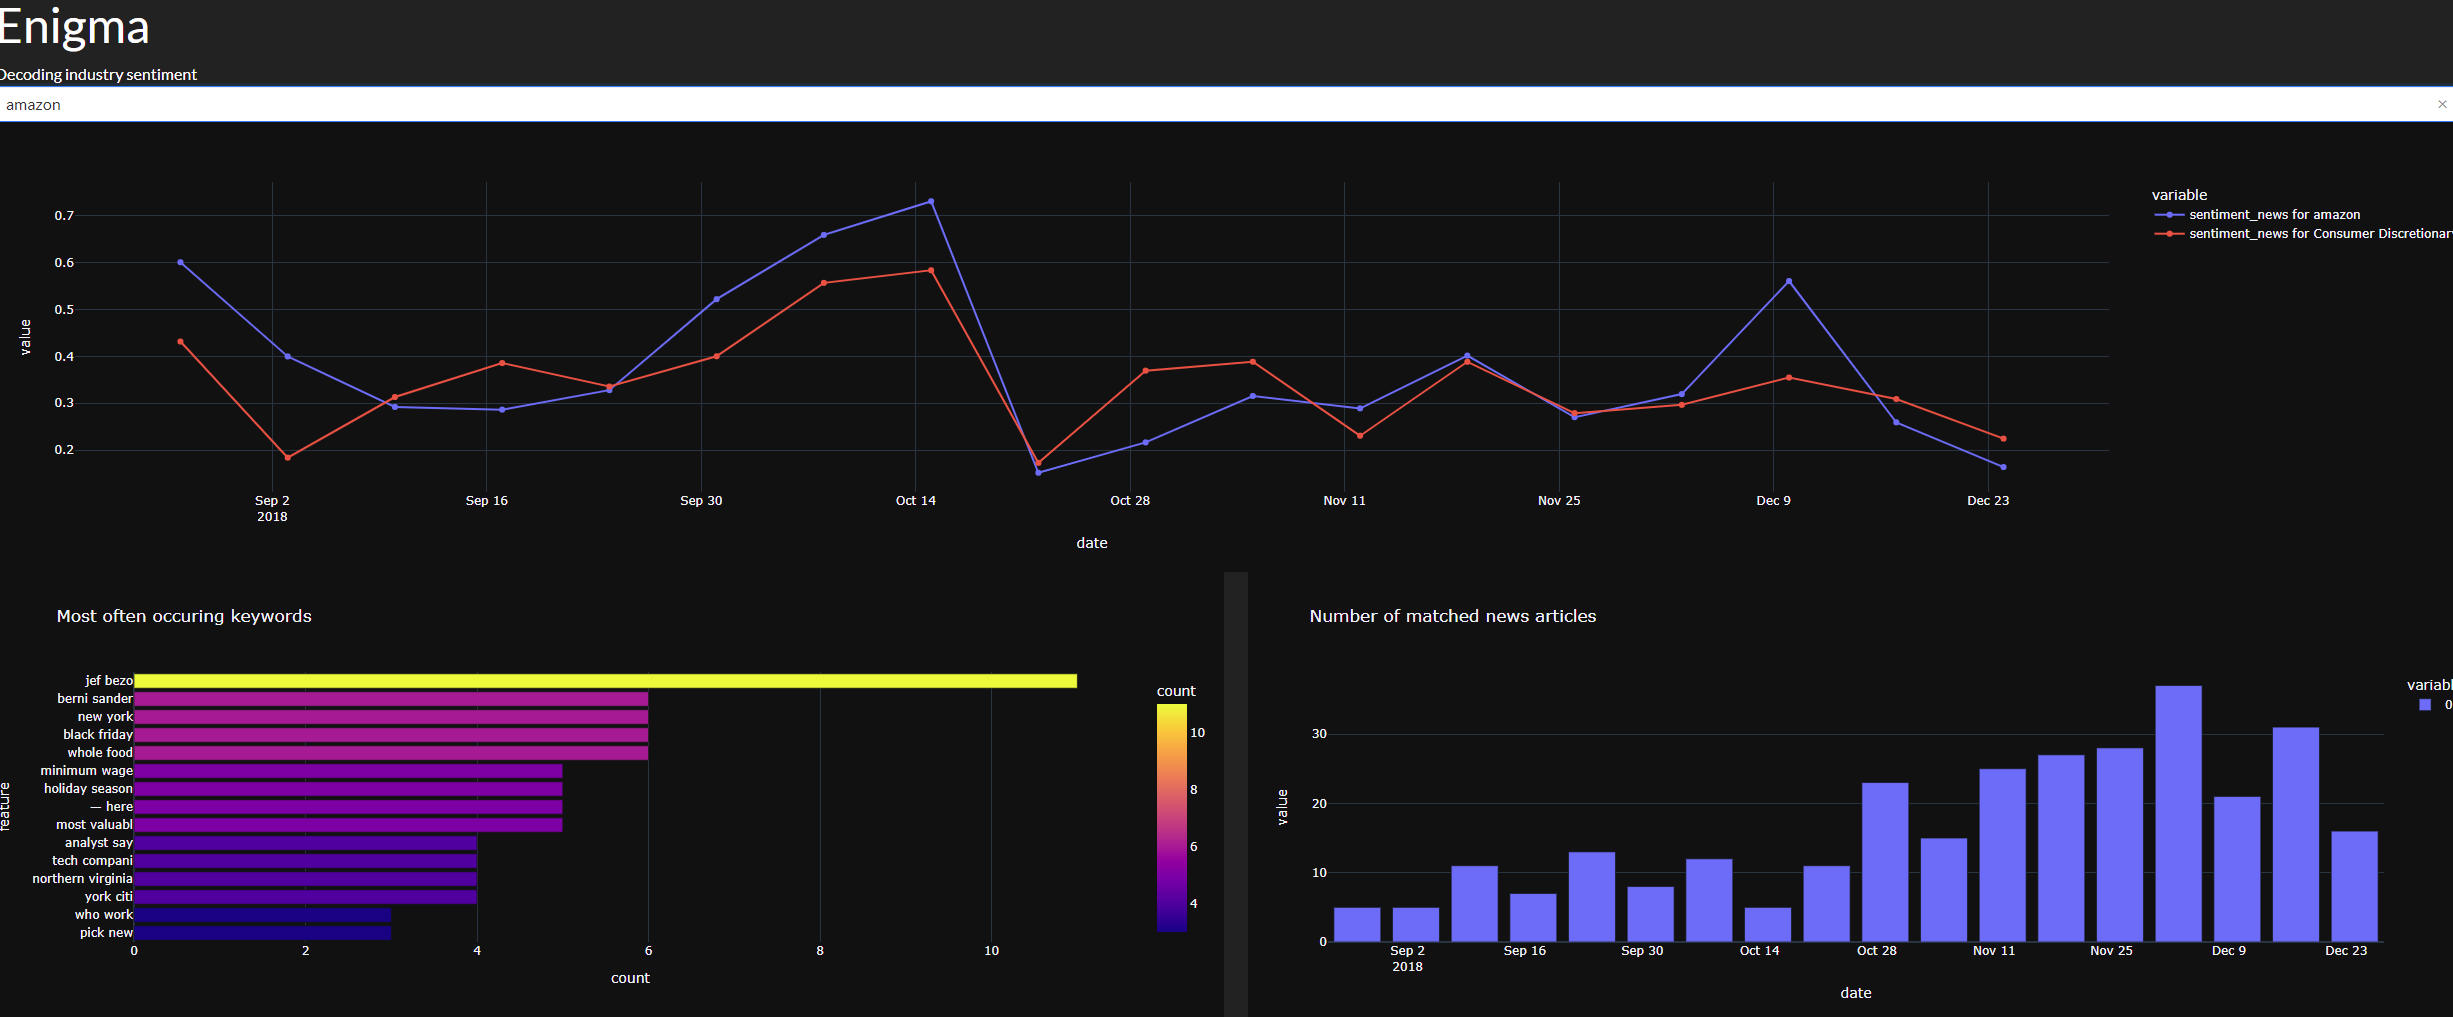 Enigma
Decoding industry sentiment
amazon
×
variable
sentiment_news for amazon
sentiment_news for Consumer Discretionary
value
0.7
0.6
0.5
0.4
0.3
0.2
Sep 2
2018
Sep 16
Sep 30
Oct 14
Oct 28
Nov 11
Nov 25
Dec 9
Dec 23
date
Most often occuring keywords
feature
jef bezo
berni sander
new york
black friday
whole food
minimum wage
holiday season
— here
most valuabl
analyst say
tech compani
northern virginia
york citi
who work
pick new
0 2 4 6 8 10
count
count
10
8
6
4
Number of matched news articles
variabl
0
value
30
20
10
0
Sep 2
2018
Sep 16
Sep 30
Oct 14
Oct 28
Nov 11
Nov 25
Dec 9
Dec 23
date